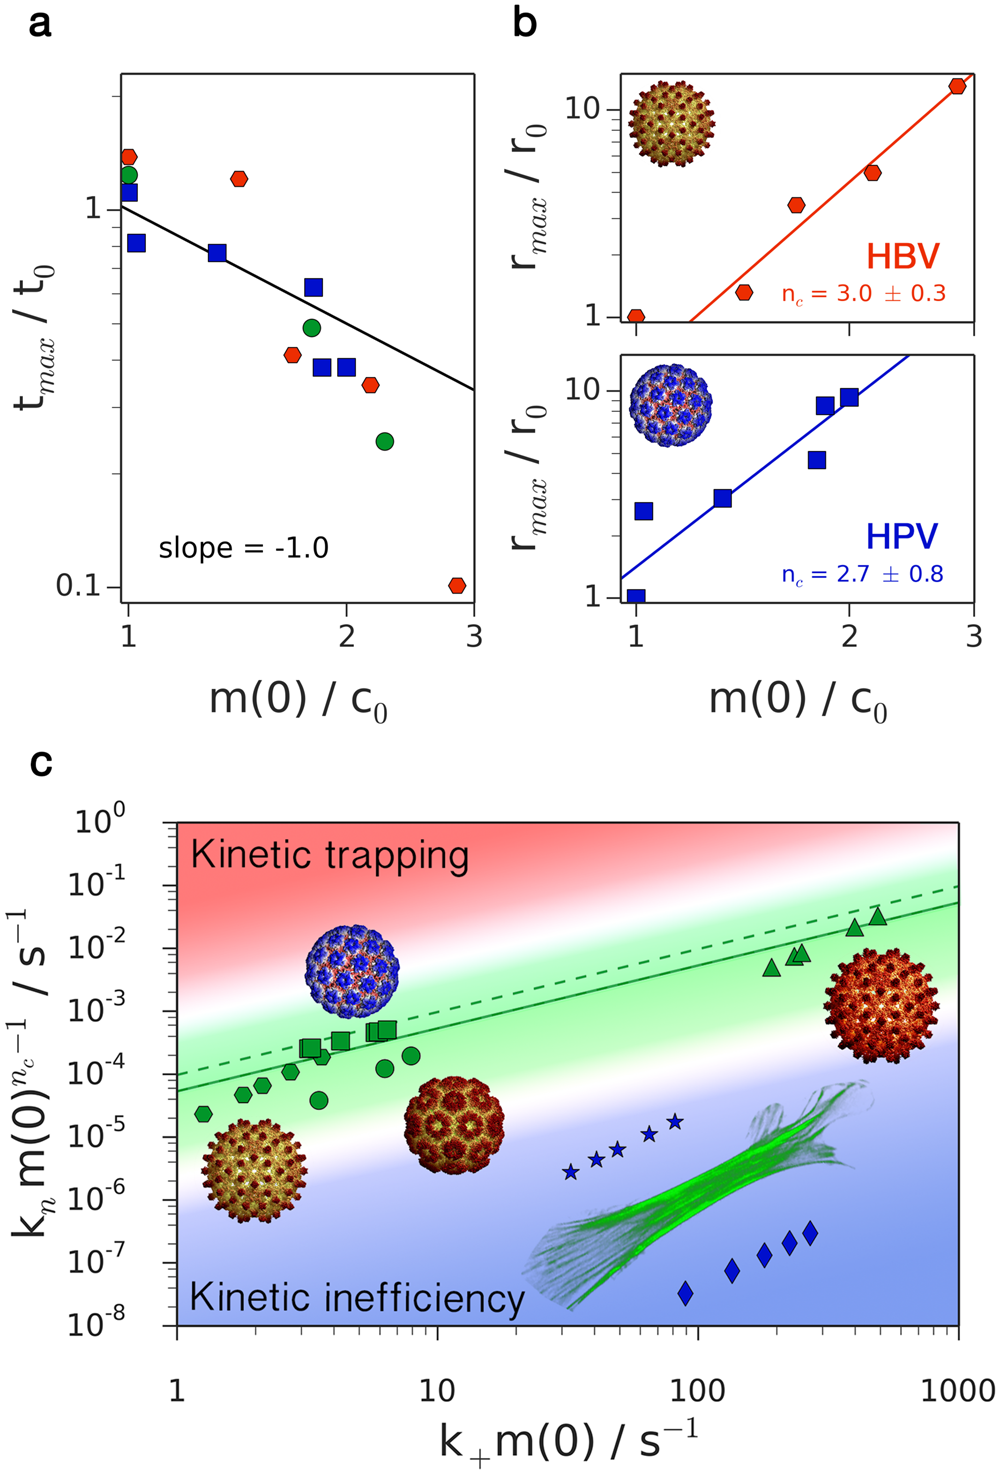 a
t_max / t_0
1
0.1
slope = -1.0
1 2 3
m(0) / c_0
b
r_max / r_0
10
1
HBV
n_c = 3.0 ± 0.3
r_max / r_0
10
1
HPV
n_c = 2.7 ± 0.8
1 2 3
m(0) / c_0
c
k_n m(0)^{n_c−1} / s^{−1}
10^0
10^{-1}
10^{-2}
10^{-3}
10^{-4}
10^{-5}
10^{-6}
10^{-7}
10^{-8}
Kinetic trapping
Kinetic inefficiency
1 10 100 1000
k_+m(0) / s^{−1}